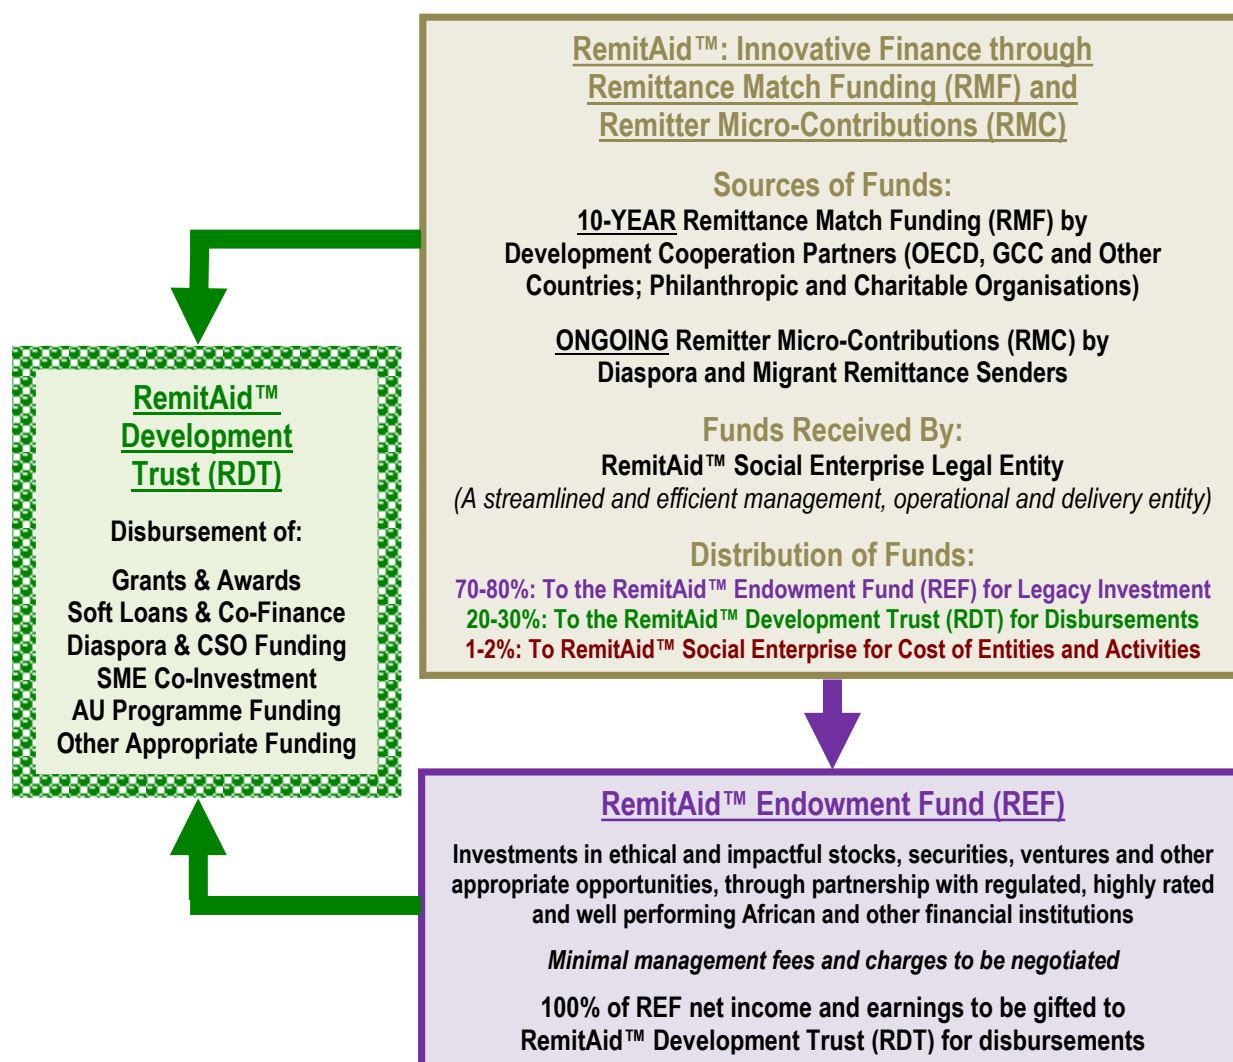 RemitAid™: Innovative Finance through
Remittance Match Funding (RMF) and
Remitter Micro-Contributions (RMC)
Sources of Funds:
10-YEAR Remittance Match Funding (RMF) by
Development Cooperation Partners (OECD, GCC and Other
Countries; Philanthropic and Charitable Organisations)
ONGOING Remitter Micro-Contributions (RMC) by
Diaspora and Migrant Remittance Senders
Funds Received By:
RemitAid™ Social Enterprise Legal Entity
(A streamlined and efficient management, operational and delivery entity)
Distribution of Funds:
70-80%: To the RemitAid™ Endowment Fund (REF) for Legacy Investment
20-30%: To the RemitAid™ Development Trust (RDT) for Disbursements
1-2%: To RemitAid™ Social Enterprise for Cost of Entities and Activities
RemitAid™
Development
Trust (RDT)
Disbursement of:
Grants & Awards
Soft Loans & Co-Finance
Diaspora & CSO Funding
SME Co-Investment
AU Programme Funding
Other Appropriate Funding
RemitAid™ Endowment Fund (REF)
Investments in ethical and impactful stocks, securities, ventures and other
appropriate opportunities, through partnership with regulated, highly rated
and well performing African and other financial institutions
Minimal management fees and charges to be negotiated
100% of REF net income and earnings to be gifted to
RemitAid™ Development Trust (RDT) for disbursements